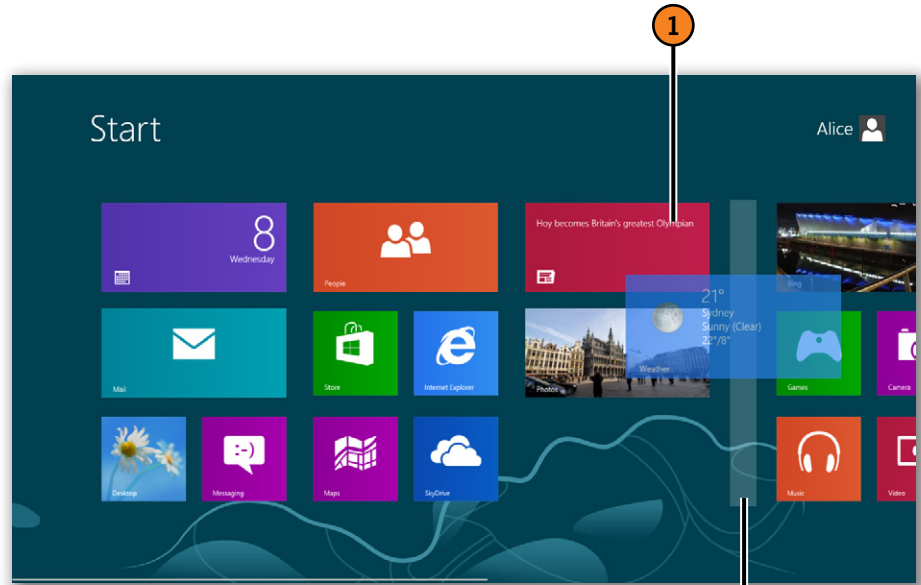 1
Start
Alice
8
Wednesday
People
Hoy becomes Britain's greatest Olympian
Bing
21°
Sydney
Sunny (Clear)
22°/8°
Weather
Mail
Store
Internet Explorer
Photos
Games
Camera
Desktop
:-)
Messaging
Maps
SkyDrive
Music
Video